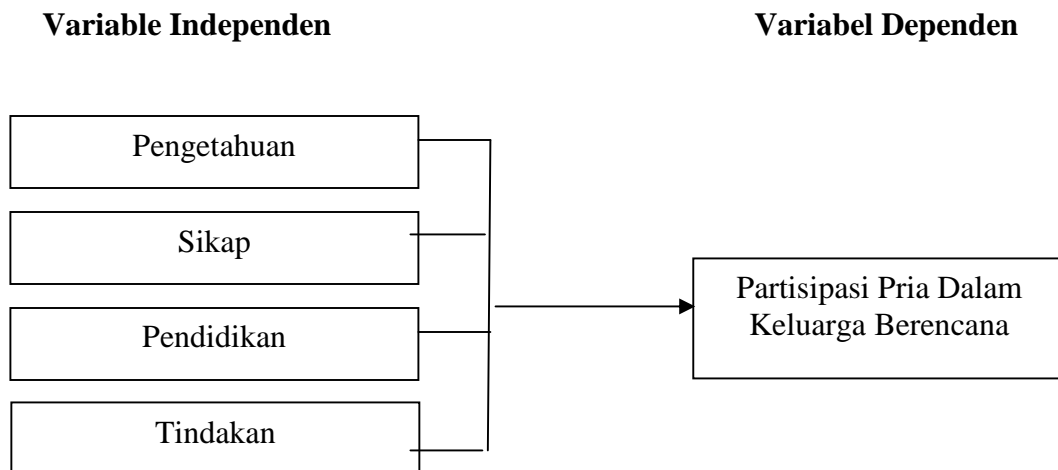 Variable Independen
Variabel Dependen
Pengetahuan
Sikap
Pendidikan
Tindakan
Partisipasi Pria Dalam
Keluarga Berencana